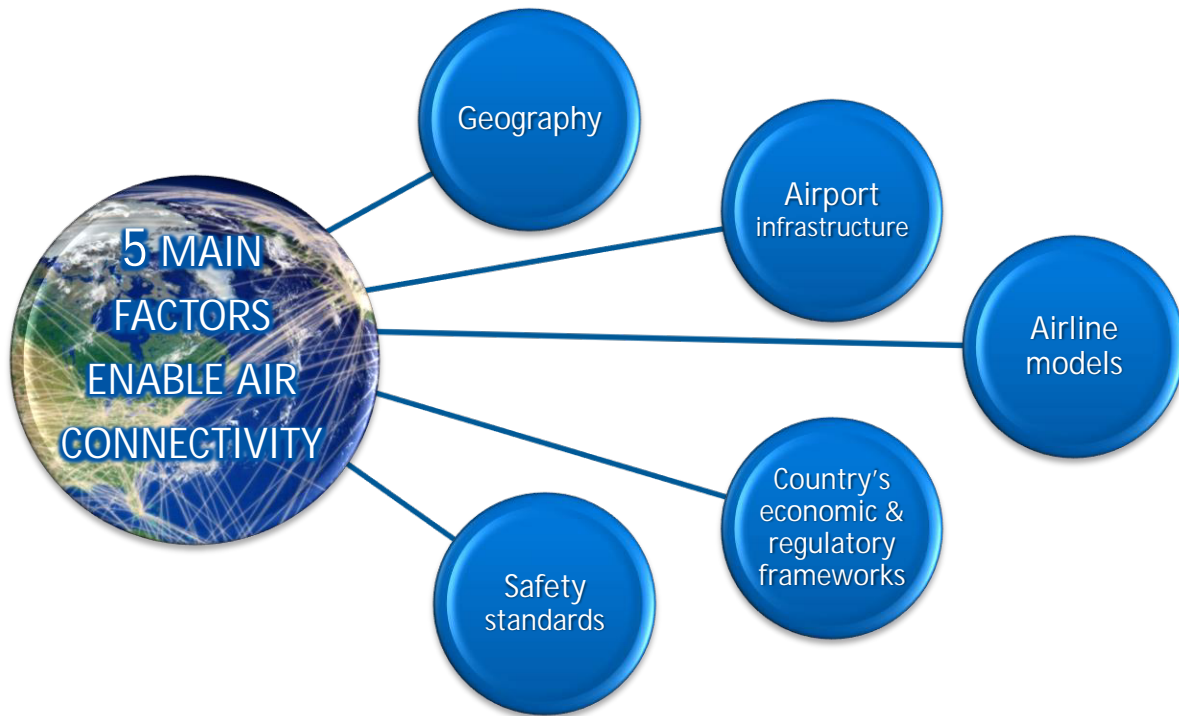 5 MAIN
FACTORS
ENABLE AIR
CONNECTIVITY
Geography
Airport
infrastructure
Airline
models
Country's
economic &
regulatory
frameworks
Safety
standards